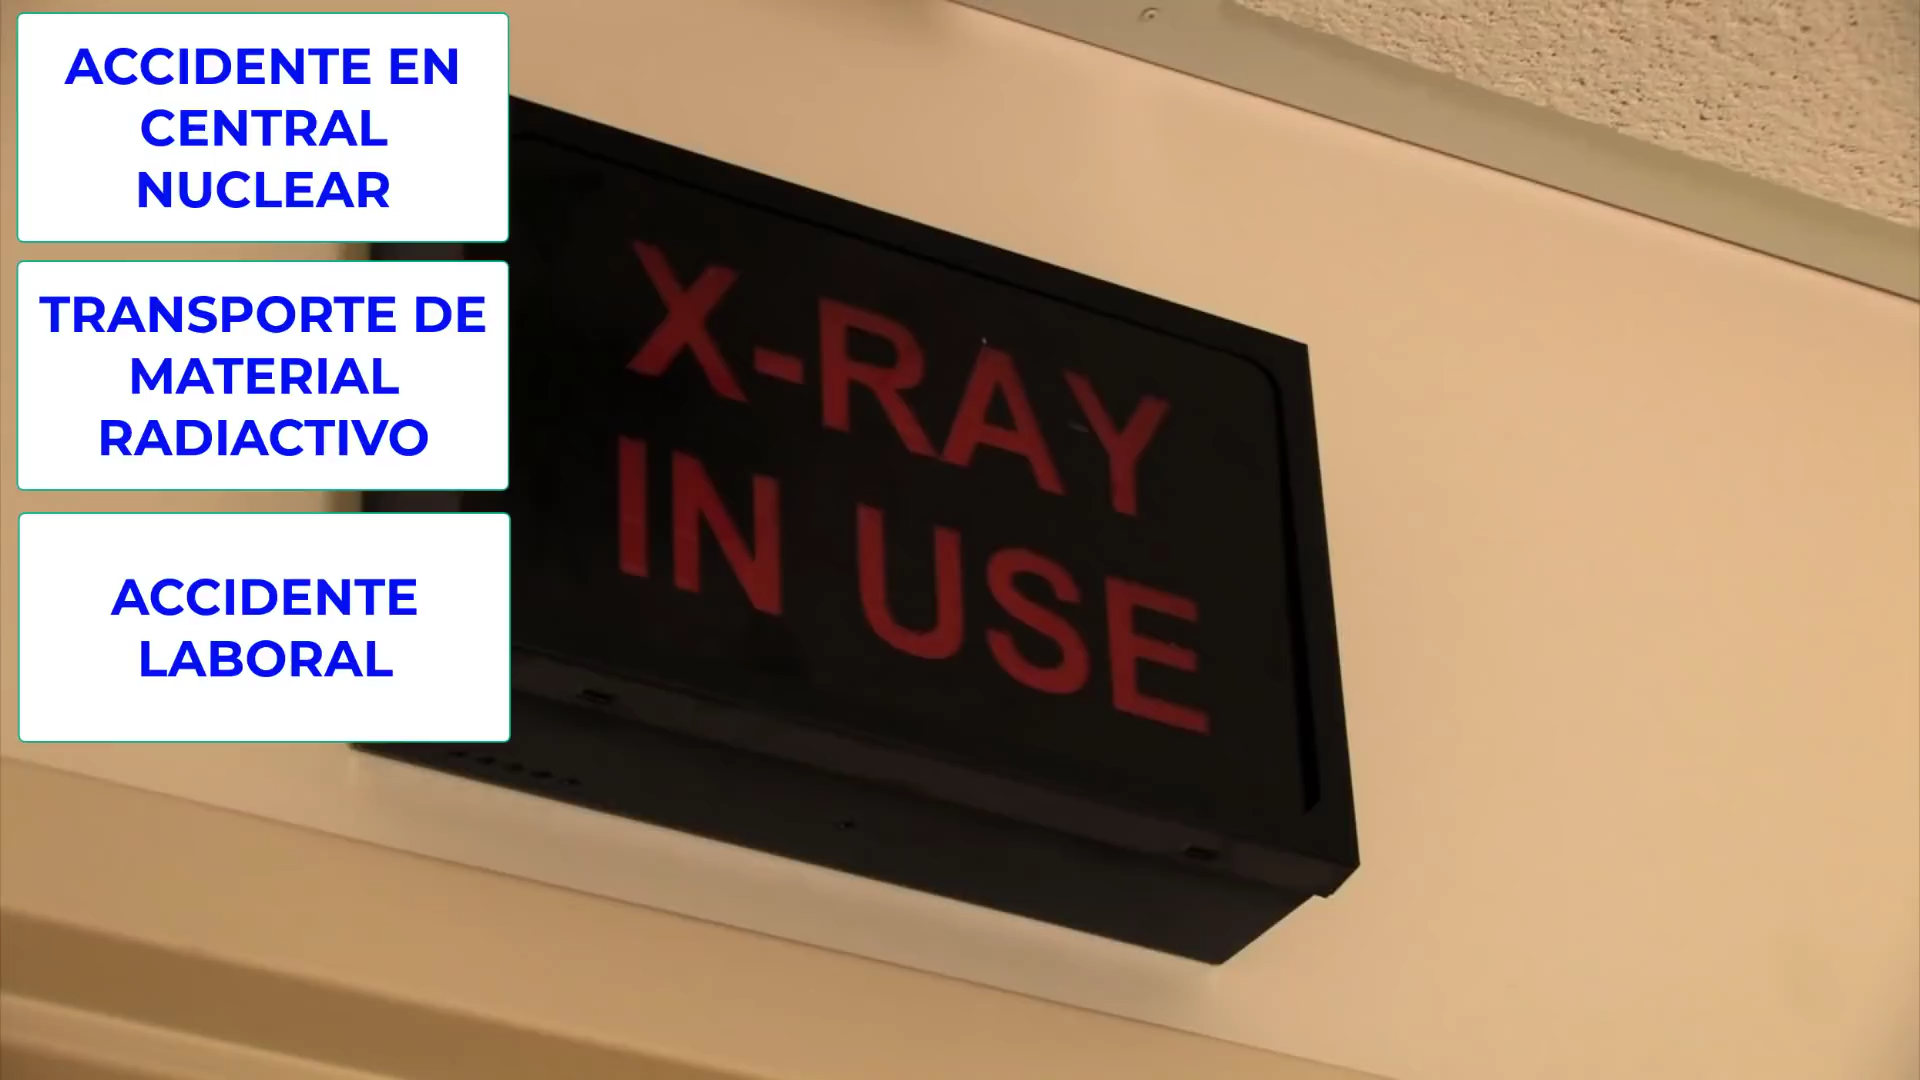 ACCIDENTE EN
CENTRAL
NUCLEAR
TRANSPORTE DE
MATERIAL
RADIACTIVO
ACCIDENTE
LABORAL
X-RAY
IN USE